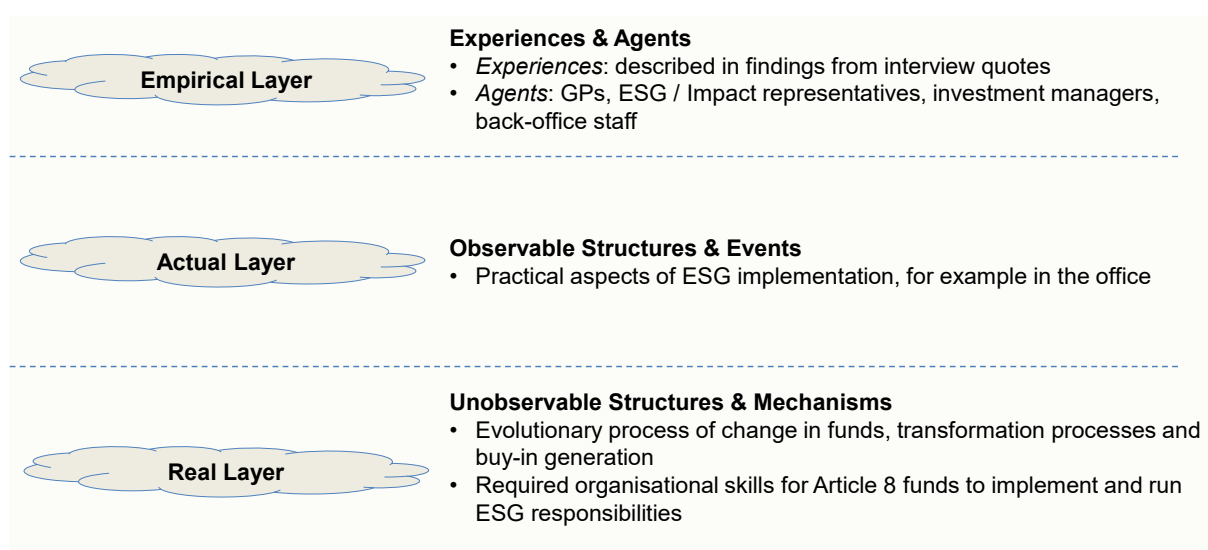 Experiences & Agents
Empirical Layer
• Experiences: described in findings from interview quotes
• Agents: GPs, ESG / Impact representatives, investment managers,
back-office staff
Actual Layer
Observable Structures & Events
• Practical aspects of ESG implementation, for example in the office
Real Layer
Unobservable Structures & Mechanisms
• Evolutionary process of change in funds, transformation processes and
buy-in generation
• Required organisational skills for Article 8 funds to implement and run
ESG responsibilities